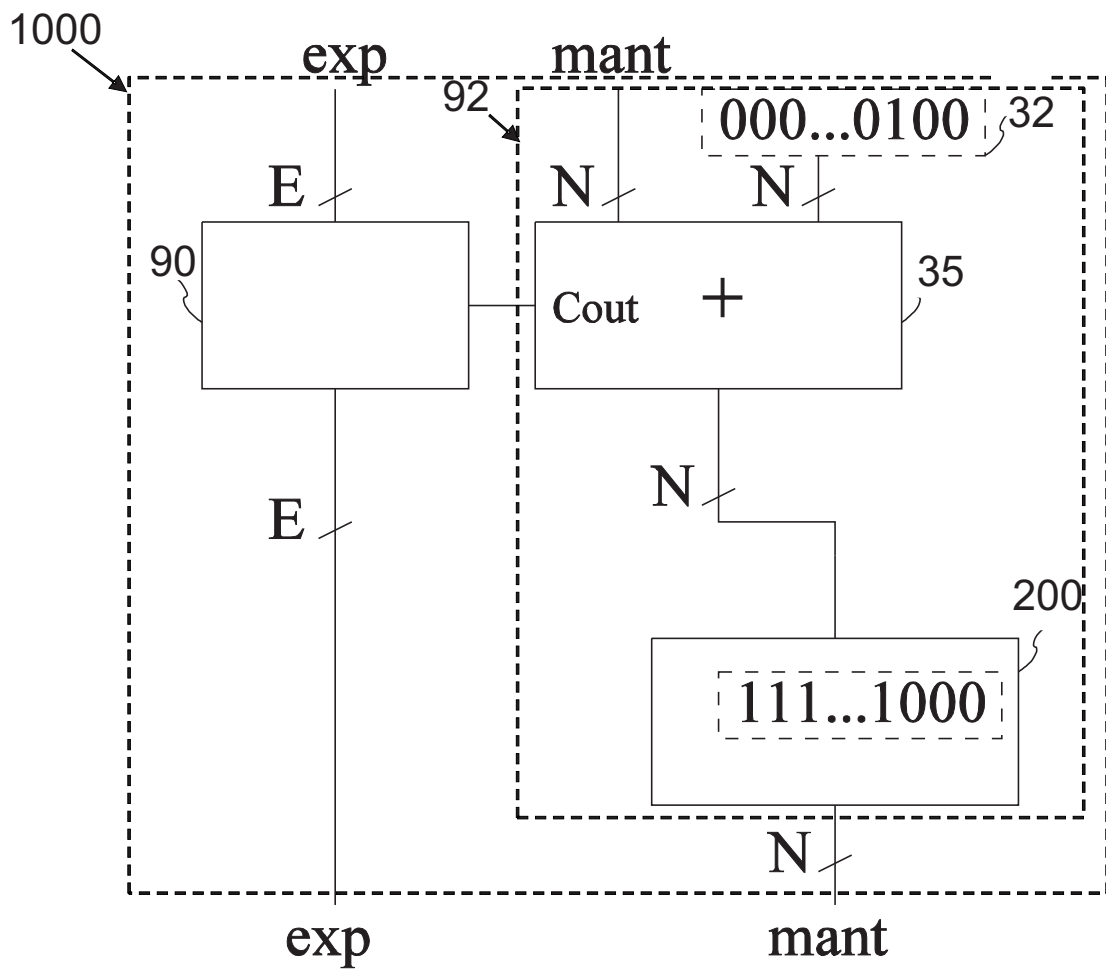 1000
exp mant
92 000...0100 32
E N N
90 Cout + 35
N
E
200
111...1000
N
exp mant